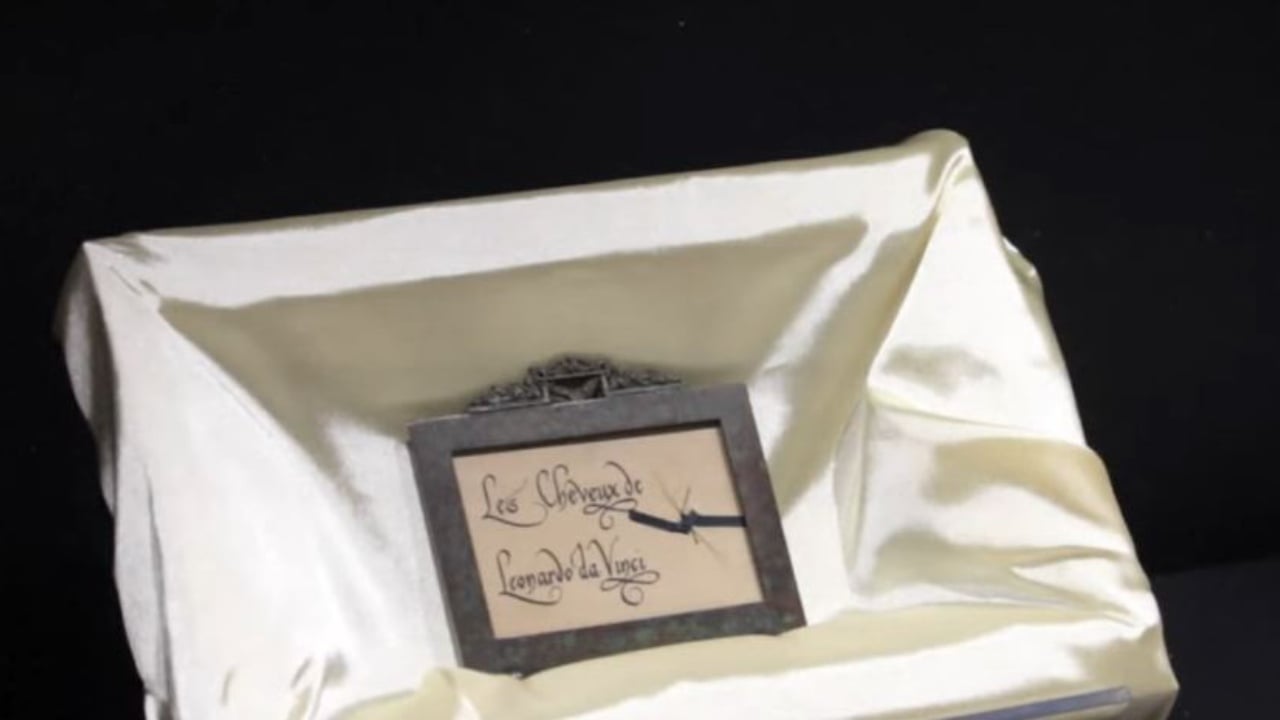 Les Cheveux de
Leonardo da Vinci